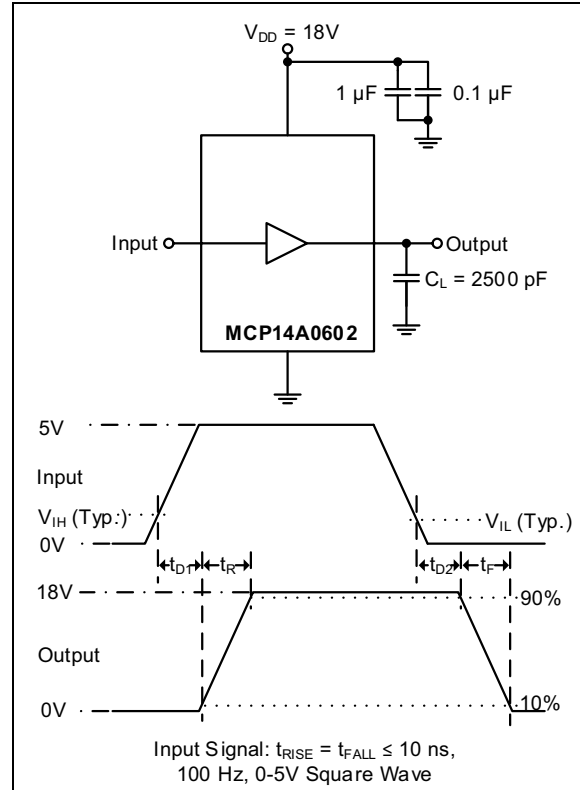 V_DD = 18V
1 µF
0.1 µF
Input
Output
C_L = 2500 pF
MCP14A0602
5V
Input
V_IH (Typ.)
V_IL (Typ.)
0V
t_D1
t_R
t_D2
t_F
18V
90%
Output
0V
10%
Input Signal: t_RISE = t_FALL ≤ 10 ns,
100 Hz, 0-5V Square Wave